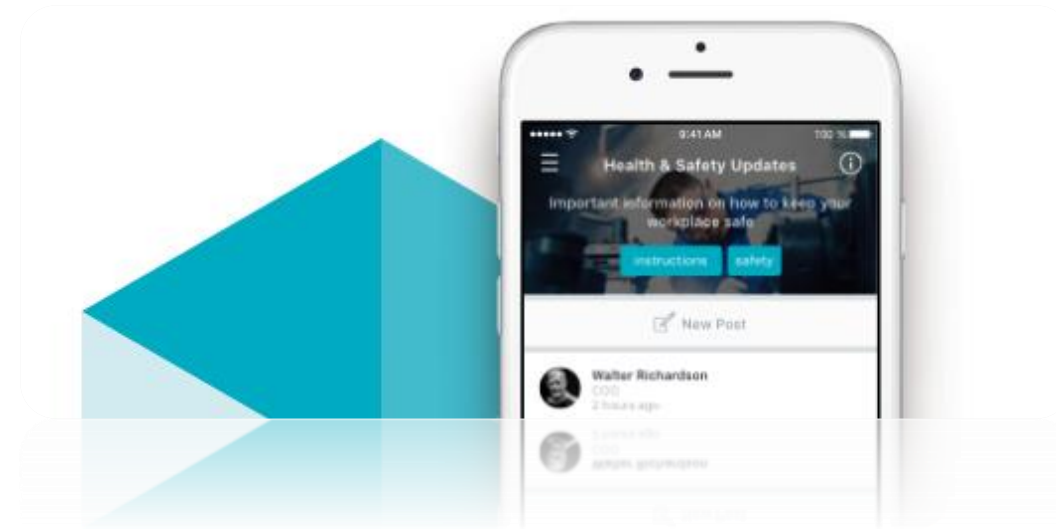 9:41 AM 100 %
Health & Safety Updates
Important information on how to keep your
workplace safe
instructions safety
New Post
Walter Richardson
COO
2 hours ago